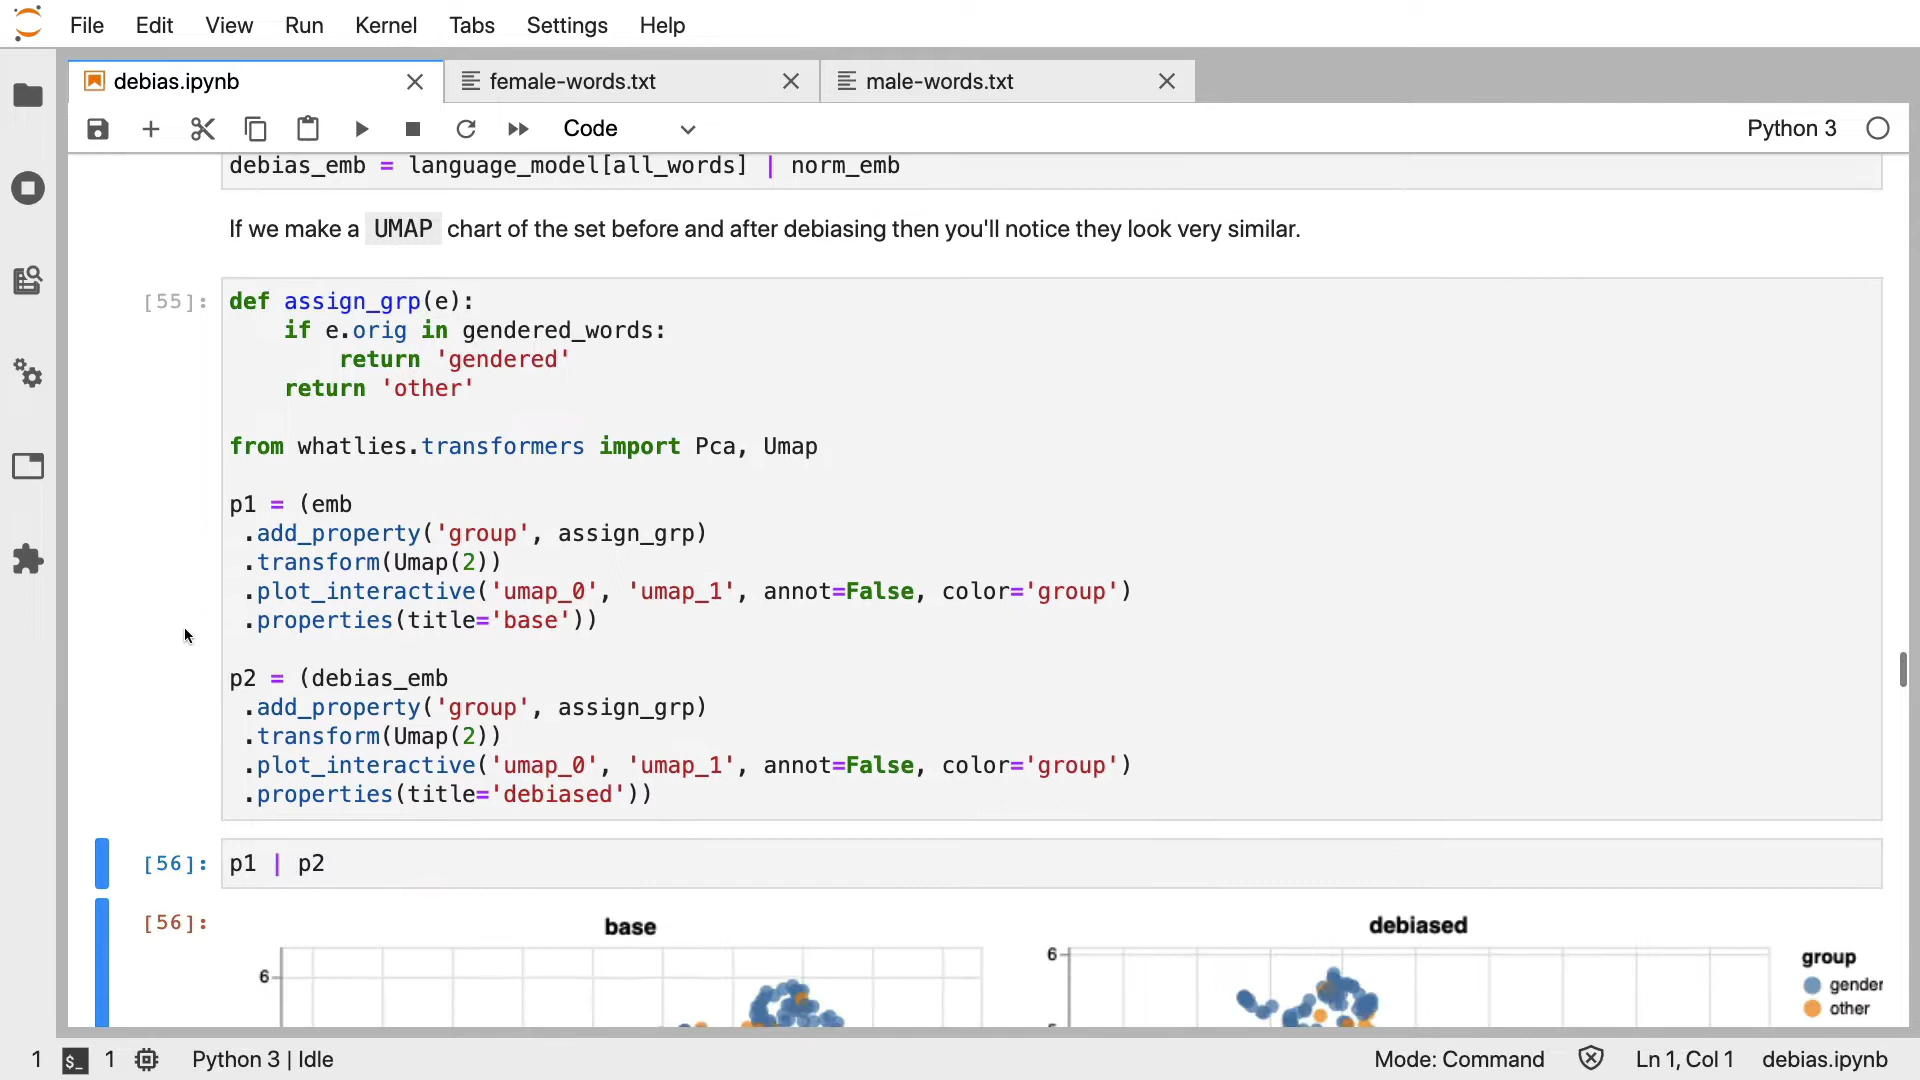 File Edit View Run Kernel Tabs Settings Help
debias.ipynb female-words.txt male-words.txt
Code Python 3
debias_emb = language_model[all_words] | norm_emb
If we make a UMAP chart of the set before and after debiasing then you'll notice they look very similar.
[55]: def assign_grp(e):
    if e.orig in gendered_words:
        return 'gendered'
    return 'other'
from whatlies.transformers import Pca, Umap
p1 = (emb
 .add_property('group', assign_grp)
 .transform(Umap(2))
 .plot_interactive('umap_0', 'umap_1', annot=False, color='group')
 .properties(title='base'))
p2 = (debias_emb
 .add_property('group', assign_grp)
 .transform(Umap(2))
 .plot_interactive('umap_0', 'umap_1', annot=False, color='group')
 .properties(title='debiased'))
[56]: p1 | p2
[56]:
base debiased
6 6 group
gender
other
1 $_ 1 Python 3 | Idle Mode: Command Ln 1, Col 1 debias.ipynb